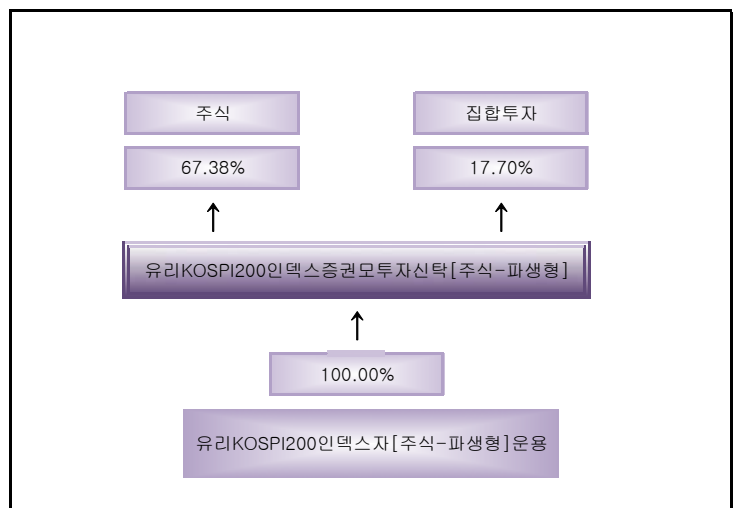 주식
집합투자
67.38%
17.70%
유리KOSPI200인덱스증권모투자신탁[주식-파생형]
100.00%
유리KOSPI200인덱스자[주식-파생형]운용